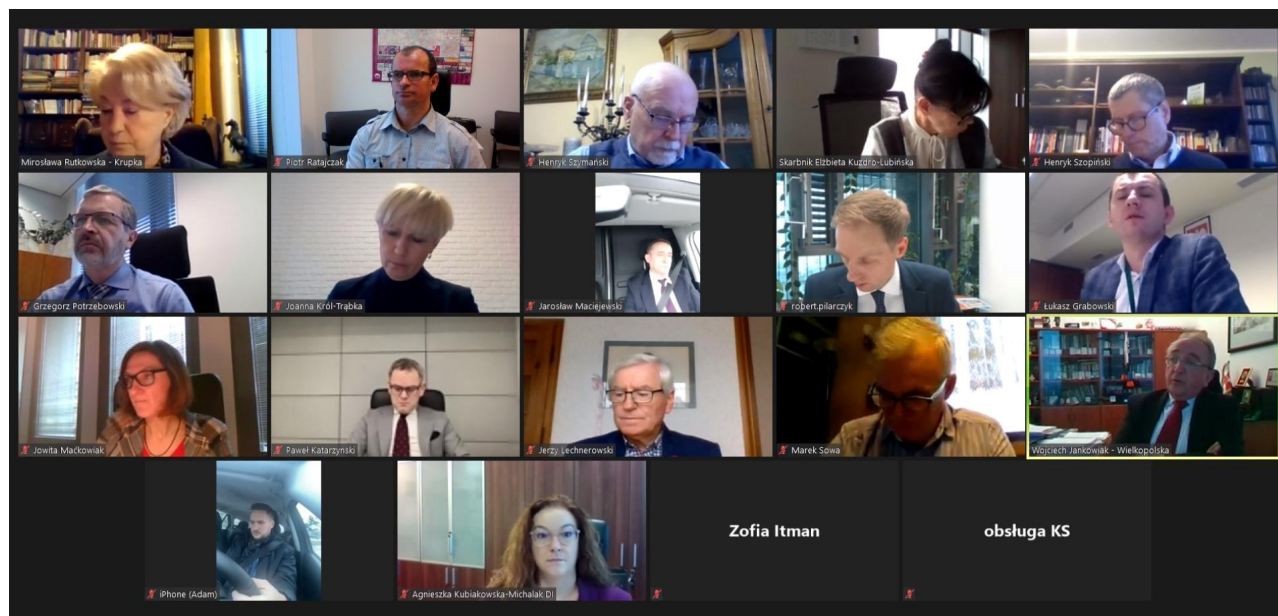 Mirosława Rutkowska - Krupka
Piotr Ratajczak
Henryk Szymański
Skarbnik Elżbieta Kuzdro-Lubińska
Henryk Szopiński
Grzegorz Potrzebowski
Joanna Król-Trąbka
Jarosław Maciejewski
robert.pilarczyk
Łukasz Grabowski
Jowita Maćkowiak
Paweł Katarzyński
Jerzy Lechnerowski
Marek Sowa
Wojciech Jankowiak - Wielkopolska
iPhone (Adam)
Agnieszka Kubiakowska-Michalak DI
Zofia Itman
obsługa KS